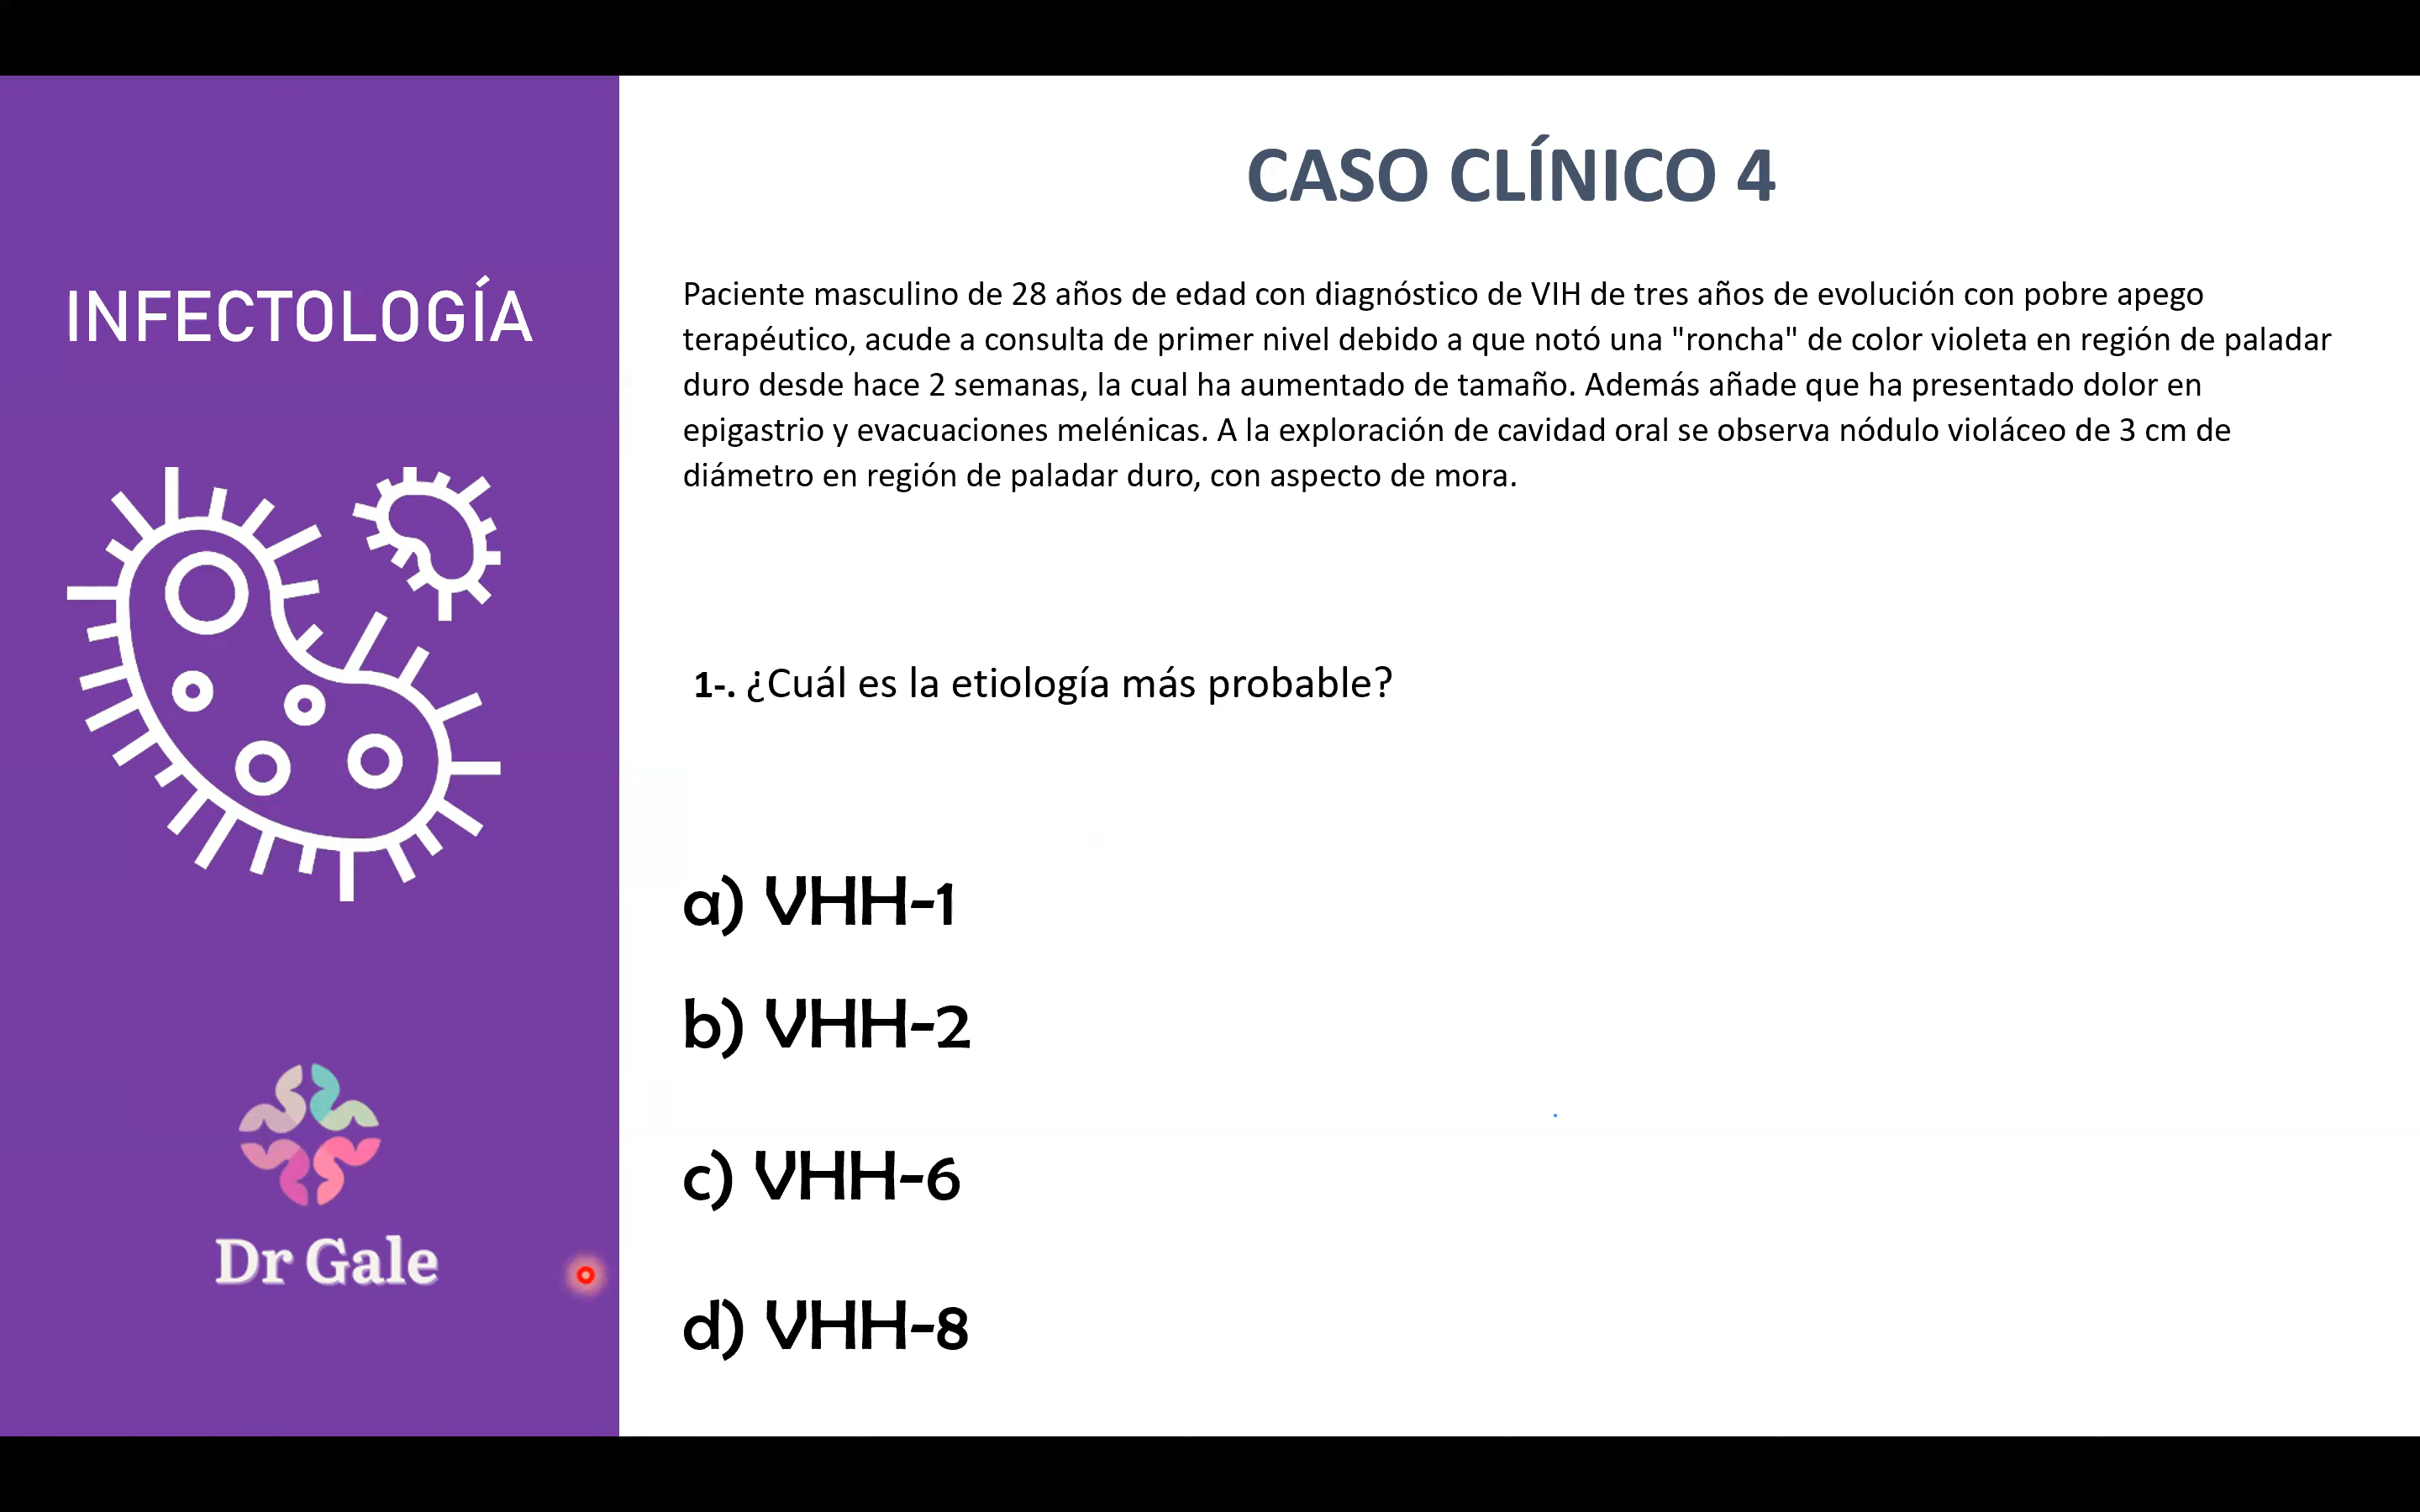 INFECTOLOGÍA
Dr Gale
CASO CLÍNICO 4
Paciente masculino de 28 años de edad con diagnóstico de VIH de tres años de evolución con pobre apego
terapéutico, acude a consulta de primer nivel debido a que notó una "roncha" de color violeta en región de paladar
duro desde hace 2 semanas, la cual ha aumentado de tamaño. Además añade que ha presentado dolor en
epigastrio y evacuaciones melénicas. A la exploración de cavidad oral se observa nódulo violáceo de 3 cm de
diámetro en región de paladar duro, con aspecto de mora.
1-. ¿Cuál es la etiología más probable?
a) VHH-1
b) VHH-2
c) VHH-6
d) VHH-8